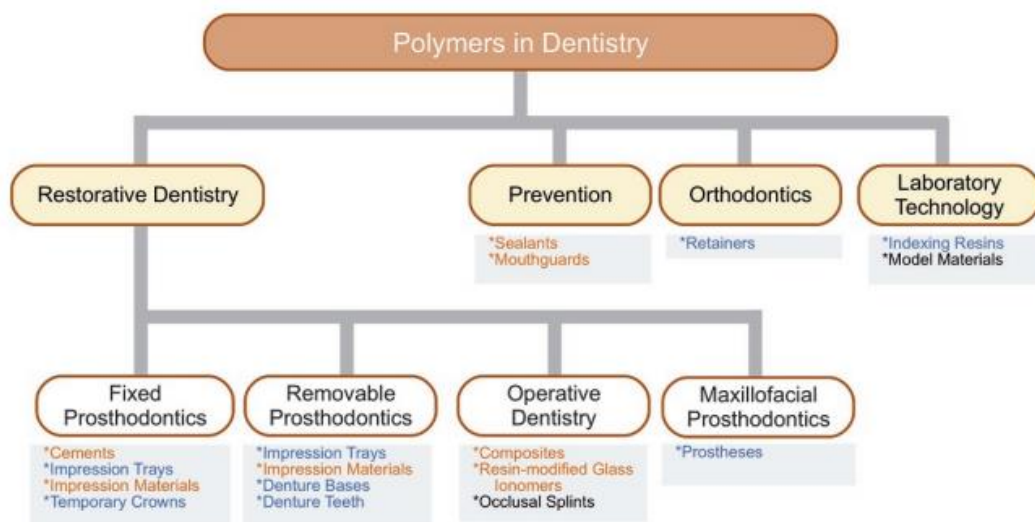 Polymers in Dentistry
Restorative Dentistry
Prevention
*Sealants
*Mouthguards
Orthodontics
*Retainers
Laboratory
Technology
*Indexing Resins
*Model Materials
Fixed
Prosthodontics
*Cements
*Impression Trays
*Impression Materials
*Temporary Crowns
Removable
Prosthodontics
*Impression Trays
*Impression Materials
*Denture Bases
*Denture Teeth
Operative
Dentistry
*Composites
*Resin-modified Glass
Ionomers
*Occlusal Splints
Maxillofacial
Prosthodontics
*Prostheses